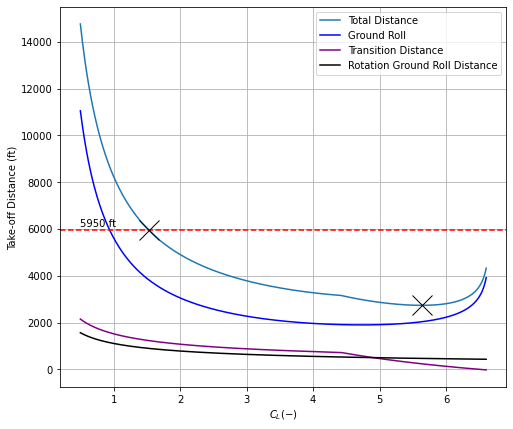 Total Distance
Ground Roll
Transition Distance
Rotation Ground Roll Distance
14000
12000
10000
8000
6000
4000
2000
0
5950 ft
Take-off Distance (ft)
1 2 3 4 5 6
C_L(−)